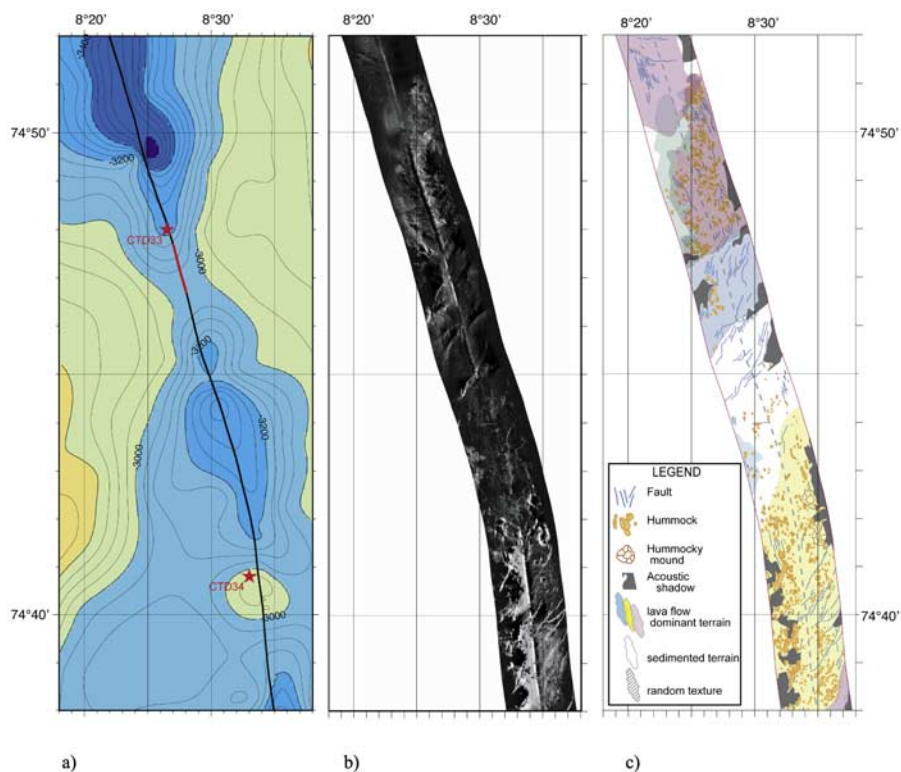 8°20' 8°30' 8°20' 8°30' 8°20' 8°30'
74°50' 74°50'
74°40' 74°40'
-3400
-3200
CTD33
-3000
-3200
-3200
-3000
CTD34
-3000
LEGEND
Fault
Hummock
Hummocky
mound
Acoustic
shadow
lava flow
dominant terrain
sedimented terrain
random texture
a) b) c)